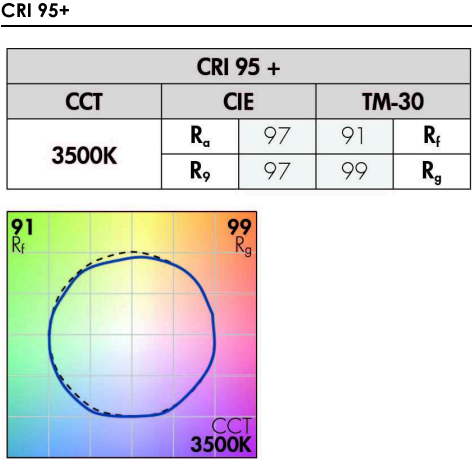 CRI 95+
CRI 95 +
CCT CIE TM-30
3500K
Ra 97 91 Rf
R9 97 99 Rg
91 99
Rf Rg
CCT
3500K